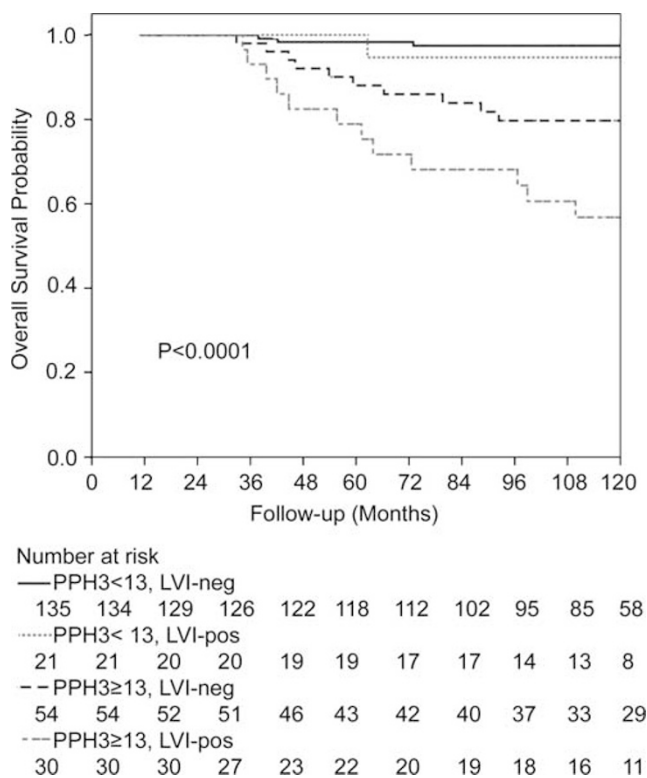 1.0
0.8
0.6
0.4
0.2
0.0
Overall Survival Probability
P<0.0001
0 12 24 36 48 60 72 84 96 108 120
Follow-up (Months)
Number at risk
PPH3<13, LVI-neg
135 134 129 126 122 118 112 102 95 85 58
PPH3< 13, LVI-pos
21 21 20 20 19 19 17 17 14 13 8
PPH3≥13, LVI-neg
54 54 52 51 46 43 42 40 37 33 29
PPH3≥13, LVI-pos
30 30 30 27 23 22 20 19 18 16 11